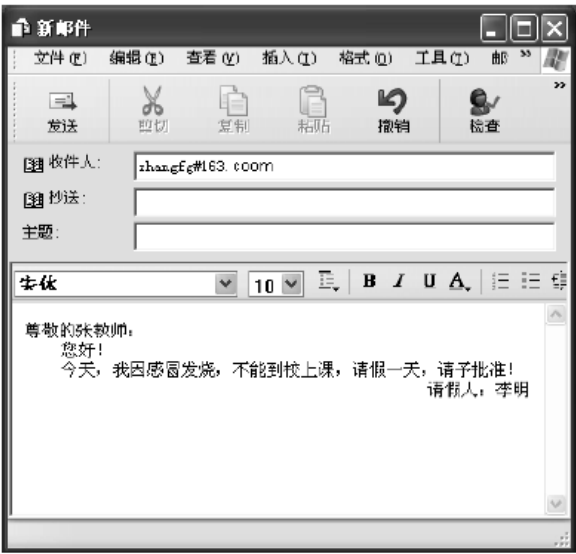 新邮件
文件(F) 编辑(E) 查看(V) 插入(I) 格式(O) 工具(T) 邮 »
发送 剪切 复制 粘贴 撤销 检查 »
收件人: zhangfg#163.coom
抄送:
主题:
宋体 10 B I U A
尊敬的张教师:
您好!
今天,我因感冒发烧,不能到校上课,请假一天,请予批准!
请假人:李明